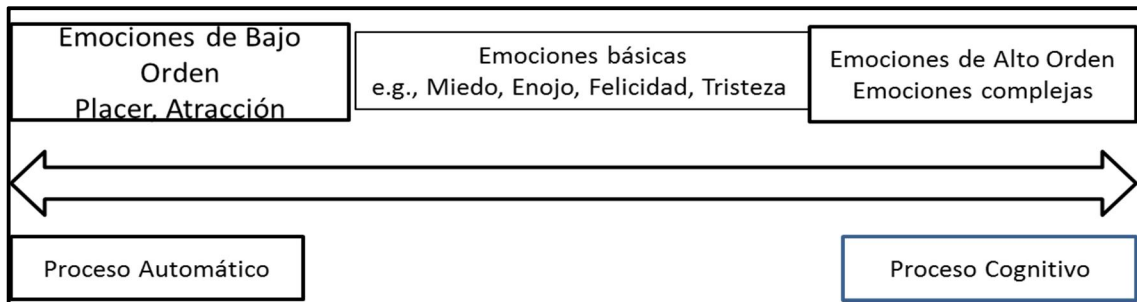 Emociones de Bajo
Orden
Placer, Atracción
Emociones básicas
e.g., Miedo, Enojo, Felicidad, Tristeza
Emociones de Alto Orden
Emociones complejas
Proceso Automático
Proceso Cognitivo